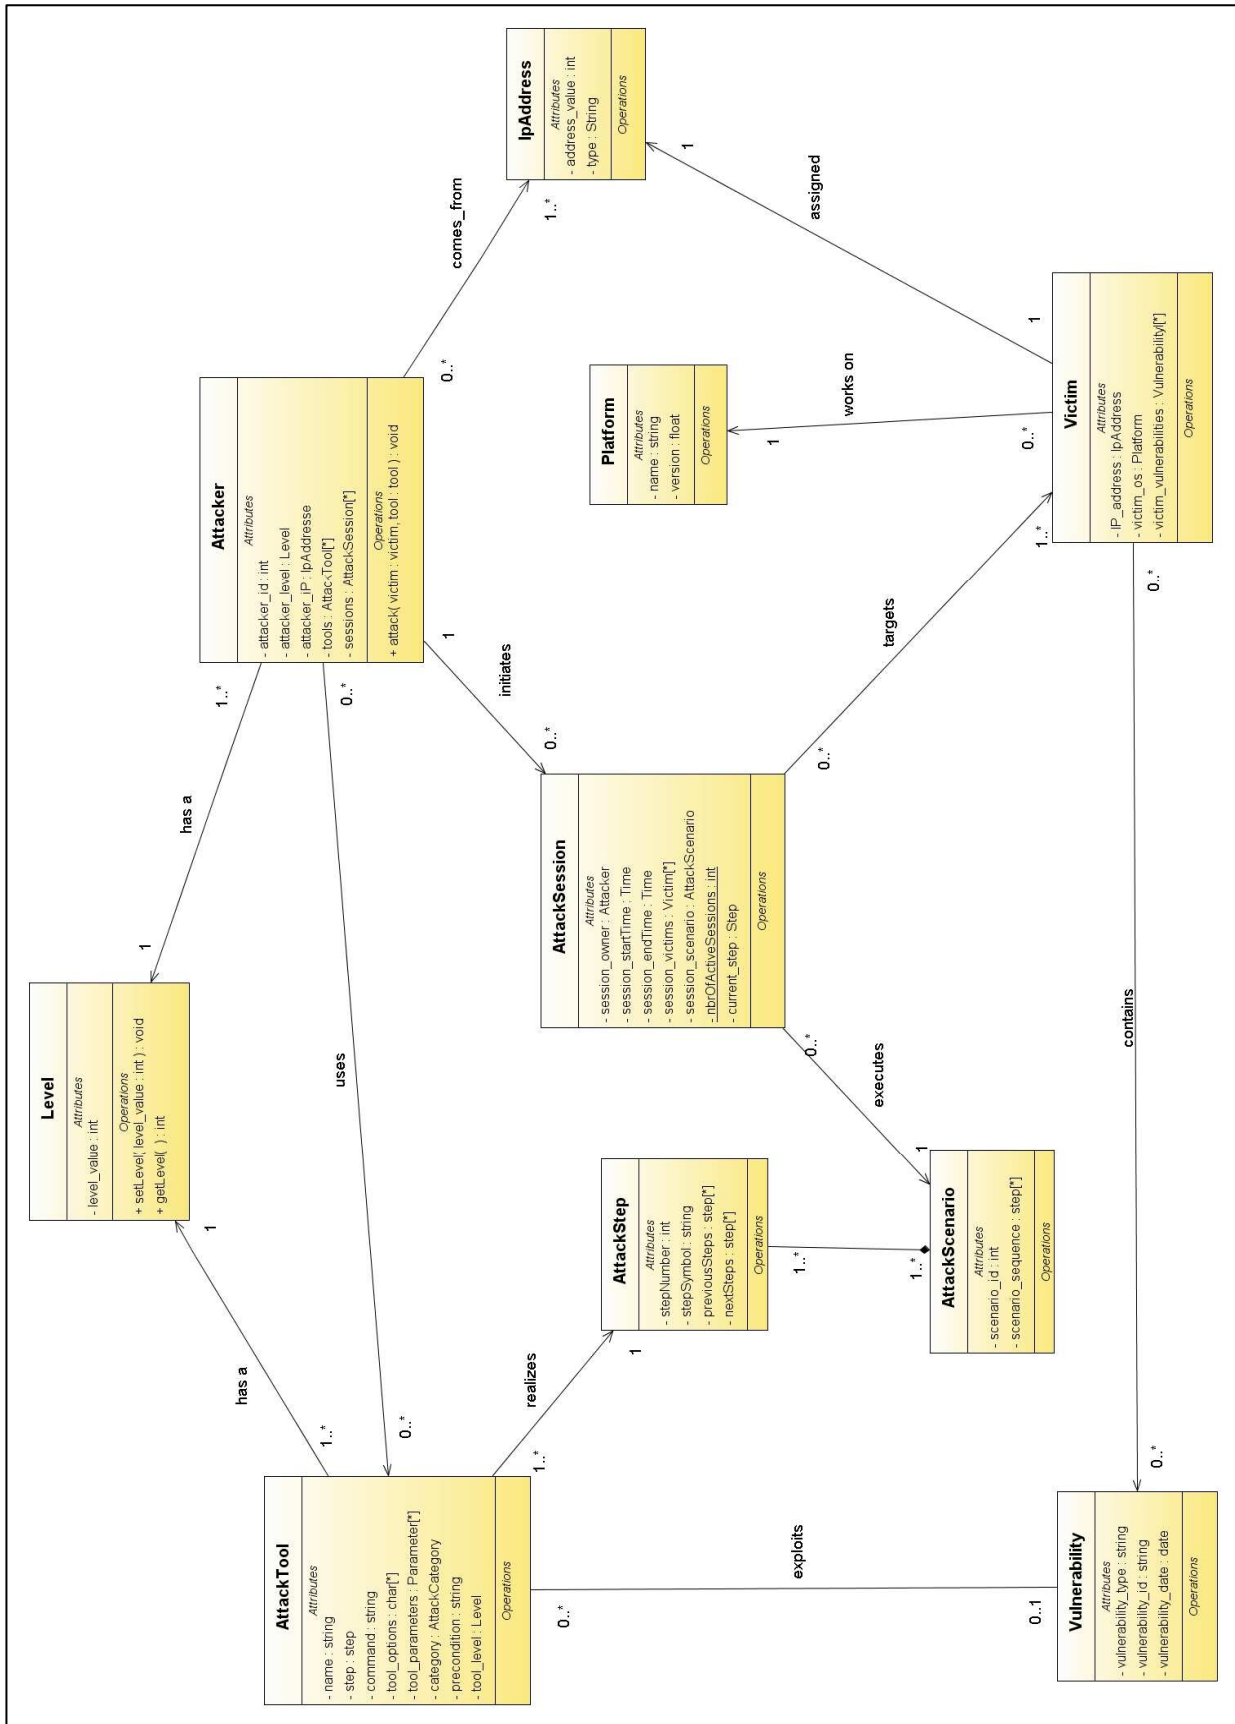 AttackTool
Attributes
- name : string
- step : step
- command : string
- tool_options : char[*]
- tool_parameters : Parameter[*]
- category : AttackCategory
- precondition : string
- tool_level : Level
Operations
Level
Attributes
- level_value : int
Operations
+ setLevel( level_value : int ) : void
+ getLevel( ) : int
Attacker
Attributes
- attacker_id : int
- attacker_level : Level
- attacker_iP : IpAddresse
- tools : AttackTool[*]
- sessions : AttackSession[*]
Operations
+ attack( victim : victim, tool : tool ) : void
IpAddress
Attributes
- address_value : int
- type : String
Operations
AttackStep
Attributes
- stepNumber : int
- stepSymbol : string
- previousSteps : step[*]
- nextSteps : step[*]
Operations
AttackSession
Attributes
- session_owner : Attacker
- session_startTime : Time
- session_endTime : Time
- session_victims : Victim[*]
- session_scenario : AttackScenario
- nbrOfActiveSessions : int
- current_step : Step
Operations
Platform
Attributes
- name : string
- version : float
Operations
Vulnerability
Attributes
- vulnerability_type : string
- vulnerability_id : string
- vulnerability_date : date
Operations
AttackScenario
Attributes
- scenario_id : int
- scenario_sequence : step[*]
Operations
Victim
Attributes
- IP_address : IpAddress
- victim_os : Platform
- victim_vulnerabilities : Vulnerabilityl[*]
Operations
has a
1..*
1
has a
1..*
1
uses
0..*
0..*
comes_from
0..*
1..*
initiates
1
0..*
realizes
1..*
1
exploits
0..*
0..1
1..*
1..*
executes
0..*
1
targets
0..*
1..*
works on
0..*
1
assigned
1
1
contains
0..*
0..*